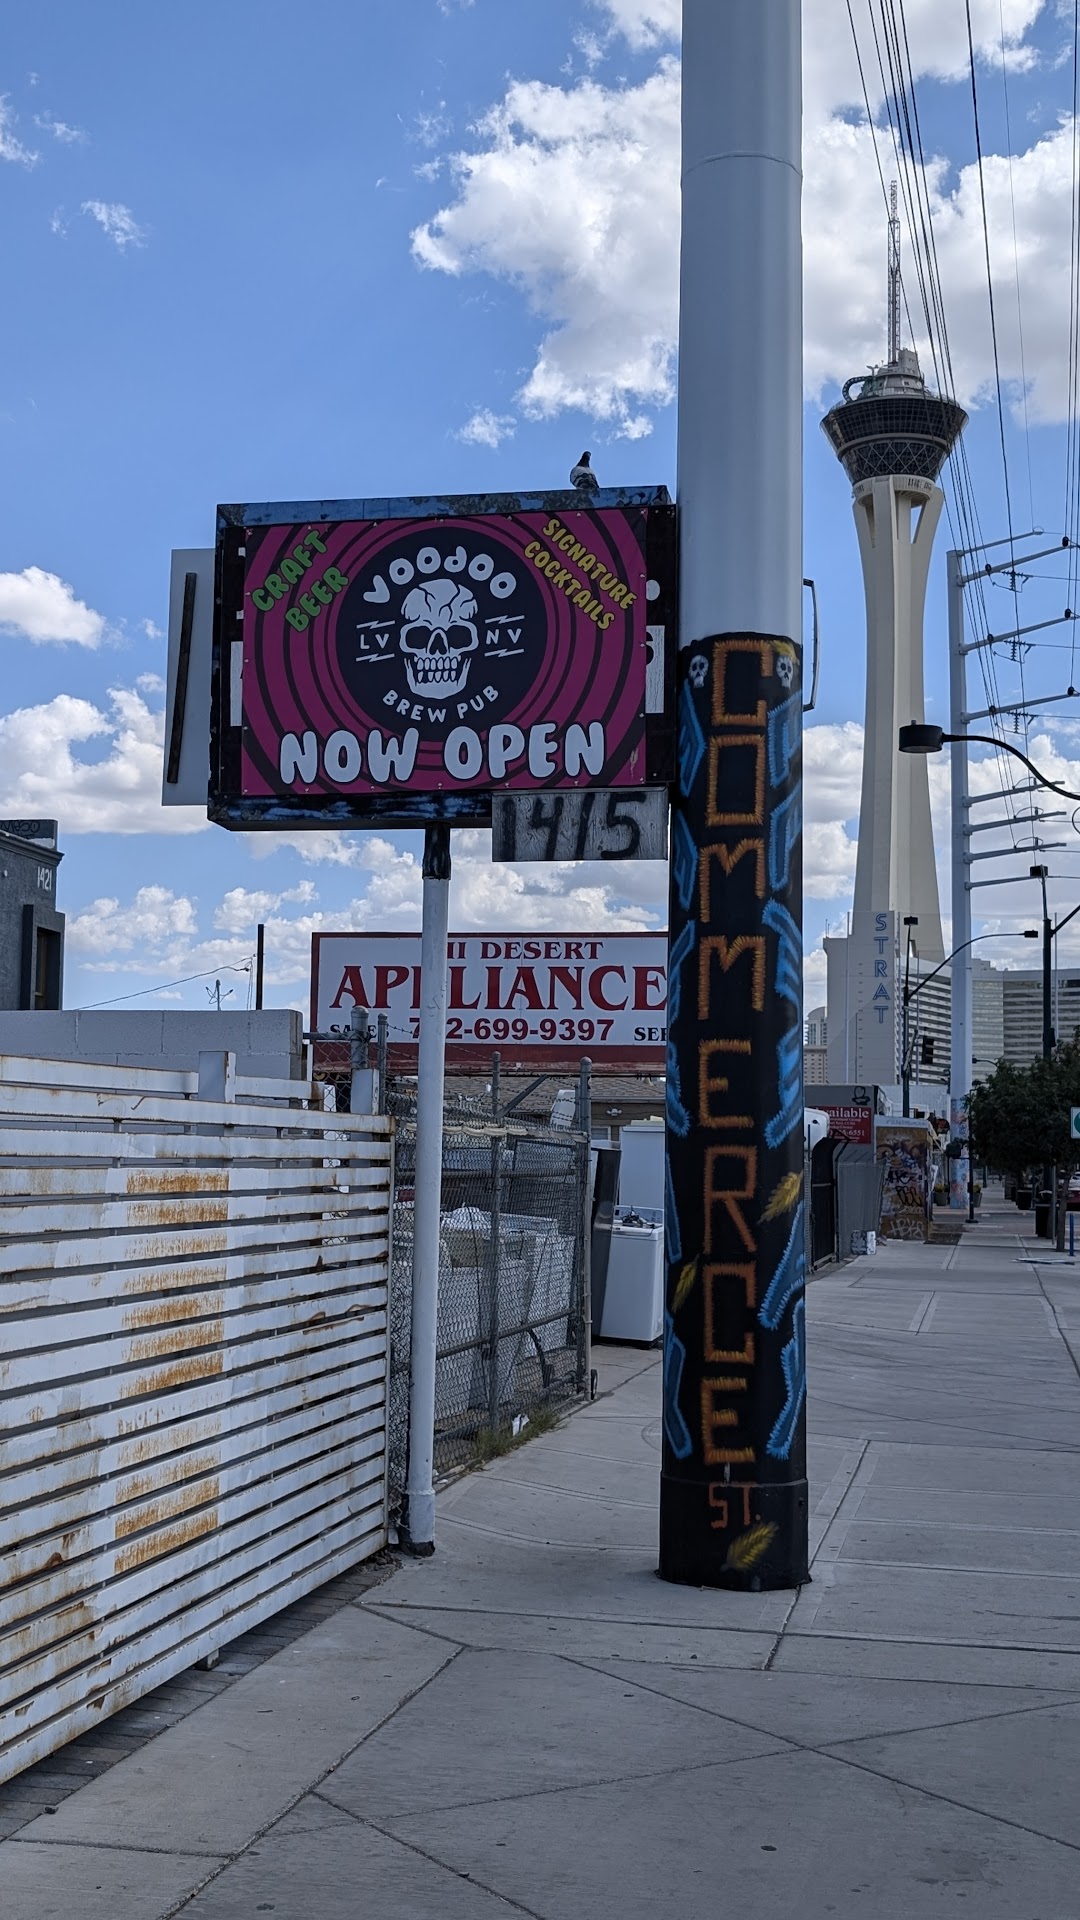 CRAFT
BEER
SIGNATURE
COCKTAILS
VOODOO
LV NV
BREW PUB
NOW OPEN
1415
1421
DESERT
APPLIANCE
702-699-9397
COMMERCE
ST.
STRAT